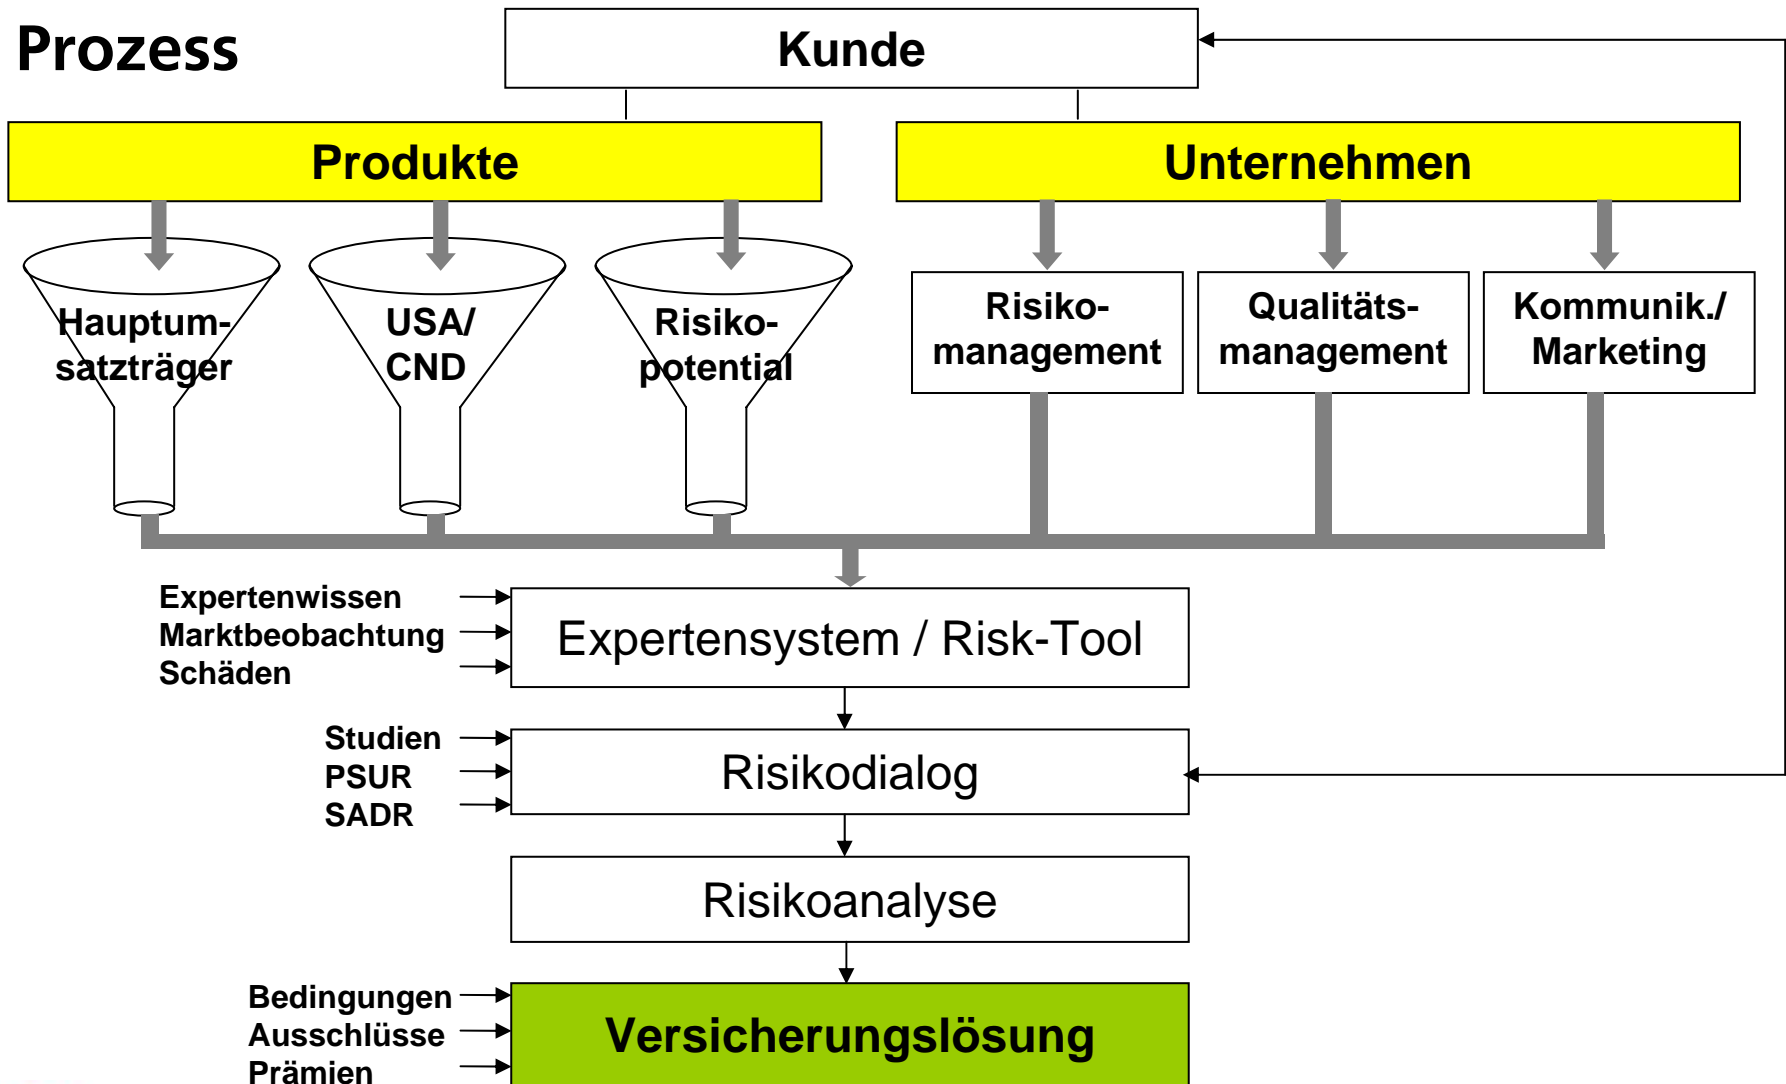 Prozess
Kunde
Produkte
Unternehmen
Hauptum-
satzträger
USA/
CND
Risiko-
potential
Risiko-
management
Qualitäts-
management
Kommunik./
Marketing
Expertenwissen
Marktbeobachtung
Schäden
Expertensystem / Risk-Tool
Studien
PSUR
SADR
Risikodialog
Risikoanalyse
Bedingungen
Ausschlüsse
Prämien
Versicherungslösung